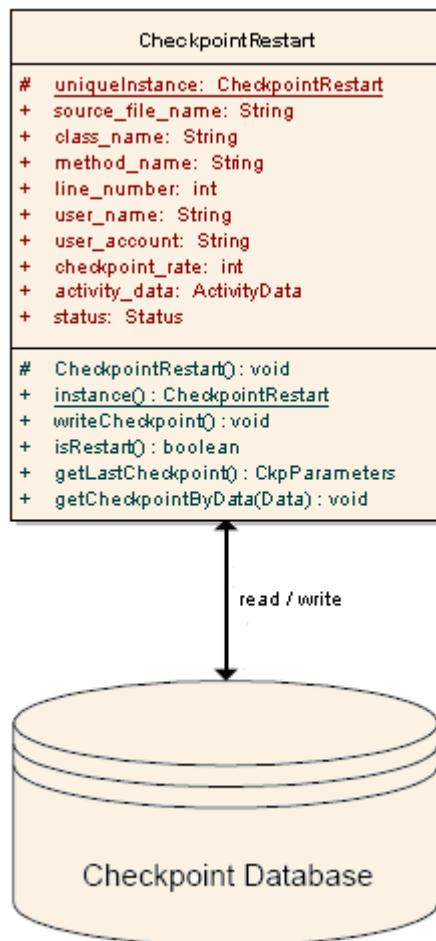 CheckpointRestart
# uniqueInstance: CheckpointRestart
+ source_file_name: String
+ class_name: String
+ method_name: String
+ line_number: int
+ user_name: String
+ user_account: String
+ checkpoint_rate: int
+ activity_data: ActivityData
+ status: Status
# CheckpointRestart() : void
+ instance() : CheckpointRestart
+ writeCheckpoint() : void
+ isRestart() : boolean
+ getLastCheckpoint() : CkpParameters
+ getCheckpointByData(Data) : void
read / write
Checkpoint Database